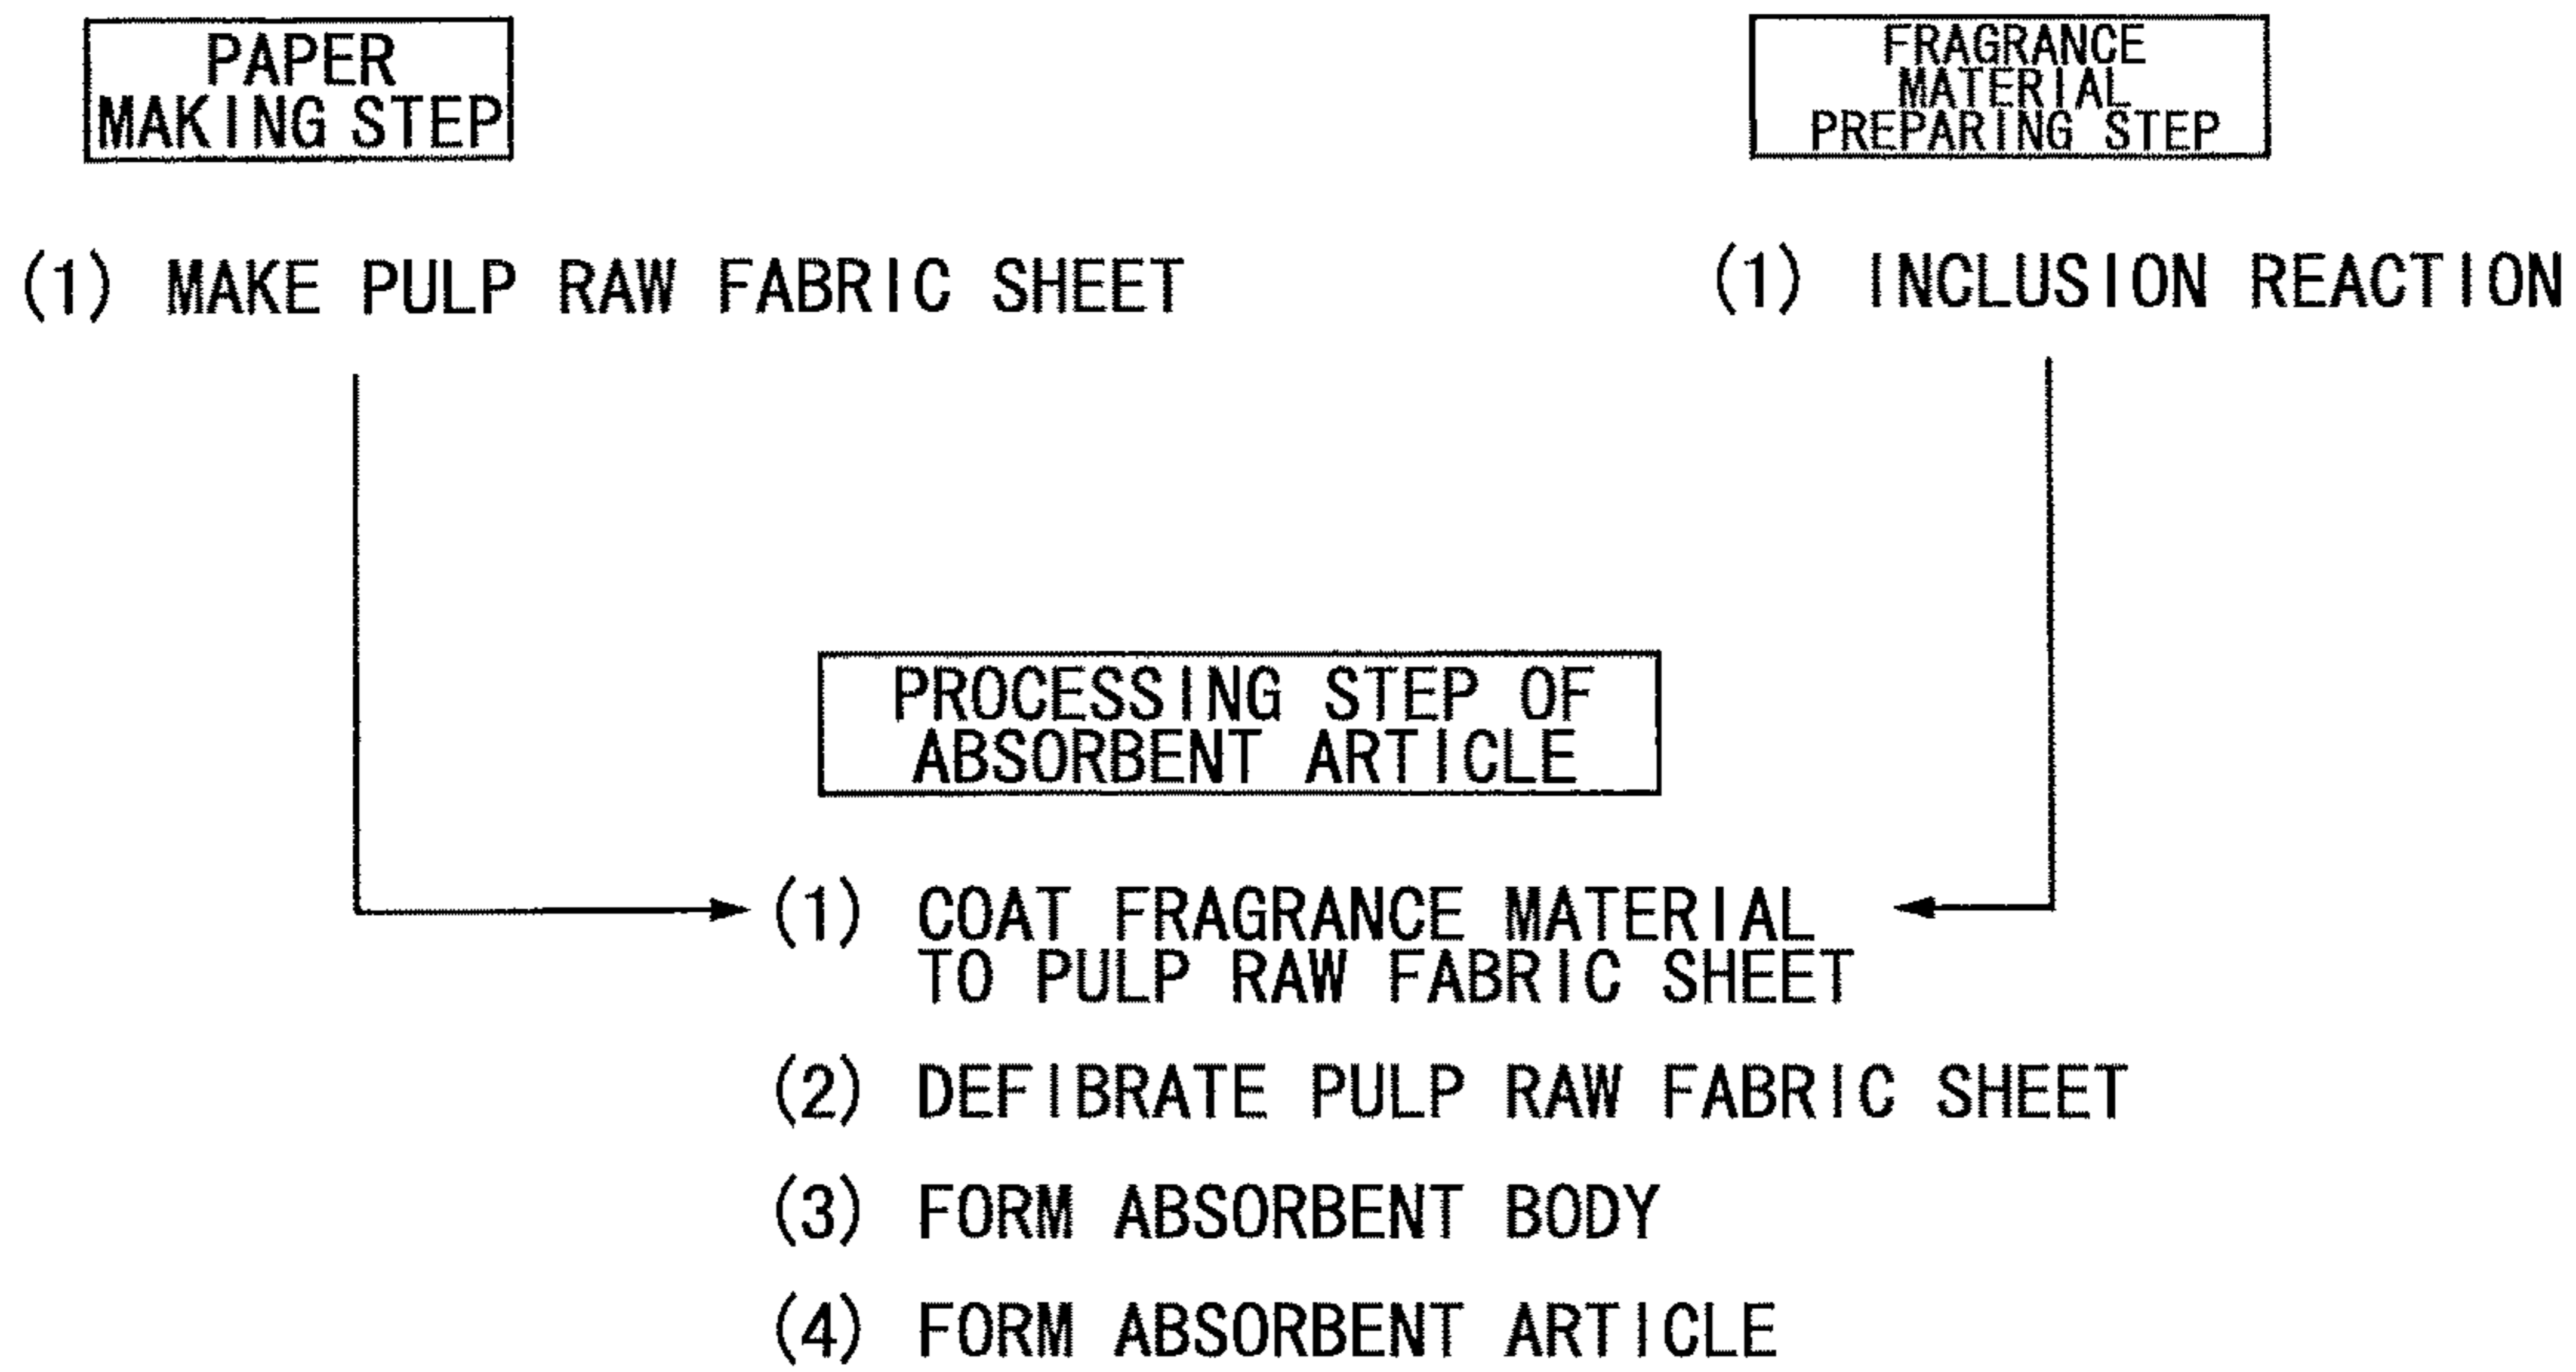 PAPER
MAKING STEP
FRAGRANCE
MATERIAL
PREPARING STEP
(1) MAKE PULP RAW FABRIC SHEET
(1) INCLUSION REACTION
PROCESSING STEP OF
ABSORBENT ARTICLE
(1) COAT FRAGRANCE MATERIAL
TO PULP RAW FABRIC SHEET
(2) DEFIBRATE PULP RAW FABRIC SHEET
(3) FORM ABSORBENT BODY
(4) FORM ABSORBENT ARTICLE